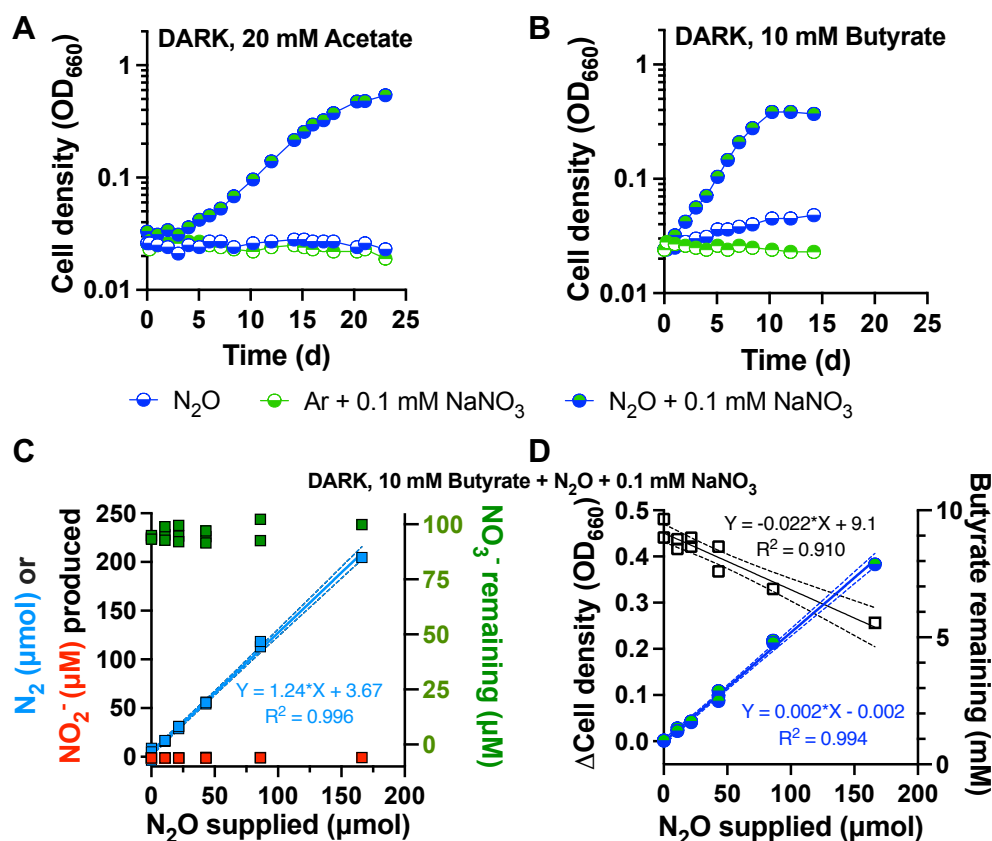 A
DARK, 20 mM Acetate
Cell density (OD660)
1
0.1
0.01
0 5 10 15 20 25
Time (d)
B
DARK, 10 mM Butyrate
Cell density (OD660)
1
0.1
0.01
0 5 10 15 20 25
Time (d)
N2O
Ar + 0.1 mM NaNO3
N2O + 0.1 mM NaNO3
DARK, 10 mM Butyrate + N2O + 0.1 mM NaNO3
C
N2 (µmol) or
NO2- (µM) produced
250
200
150
100
50
0
Y = 1.24*X + 3.67
R2 = 0.996
100
75
50
25
0
NO3- remaining
(µM)
0 50 100 150 200
N2O supplied (µmol)
D
ΔCell density (OD660)
0.5
0.4
0.3
0.2
0.1
0.0
Y = -0.022*X + 9.1
R2 = 0.910
Y = 0.002*X - 0.002
R2 = 0.994
10
5
0
Butyrate remaining
(mM)
0 50 100 150 200
N2O supplied (µmol)